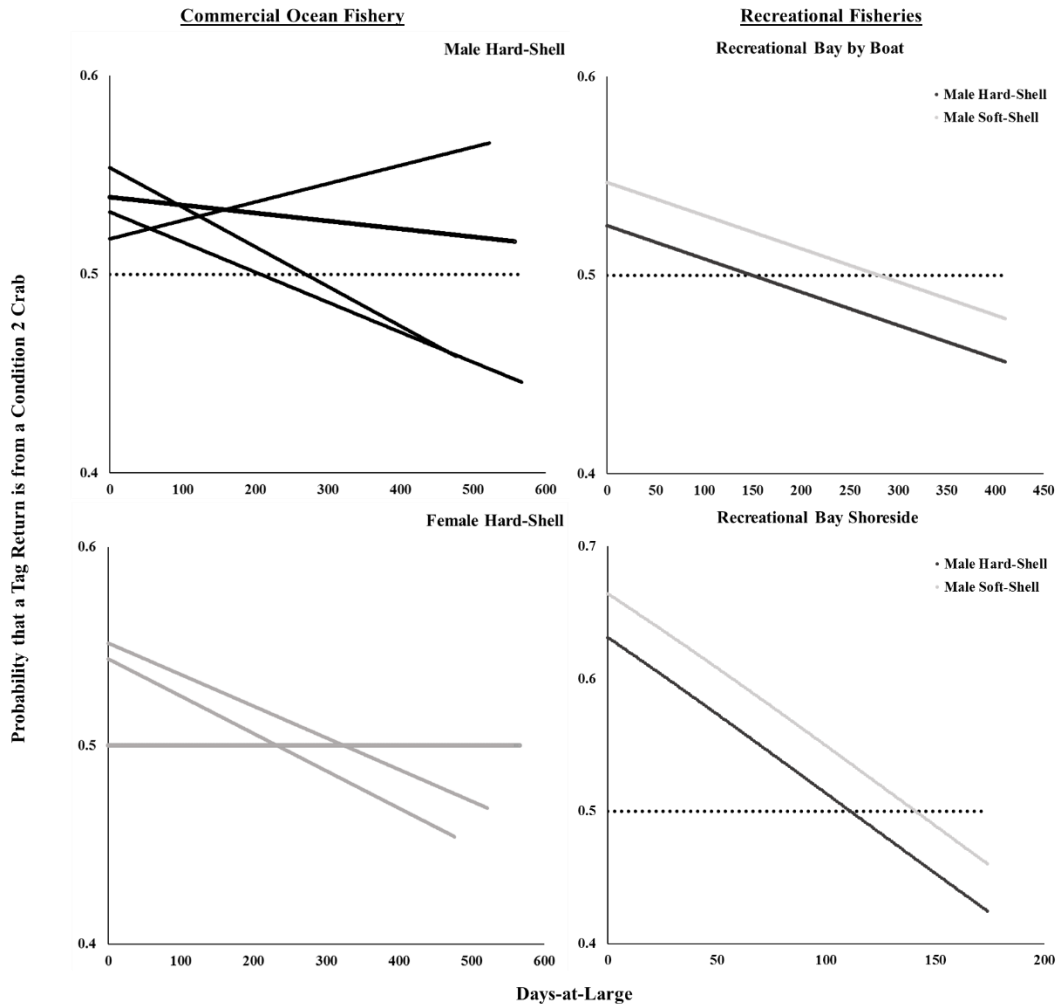 Commercial Ocean Fishery
Recreational Fisheries
Male Hard-Shell
0.6
0.5
0.4
0 100 200 300 400 500 600
Recreational Bay by Boat
Male Hard-Shell
Male Soft-Shell
0.6
0.5
0.4
0 50 100 150 200 250 300 350 400 450
Female Hard-Shell
0.6
0.5
0.4
0 100 200 300 400 500 600
Recreational Bay Shoreside
Male Hard-Shell
Male Soft-Shell
0.7
0.6
0.5
0.4
0 50 100 150 200
Probability that a Tag Return is from a Condition 2 Crab
Days-at-Large